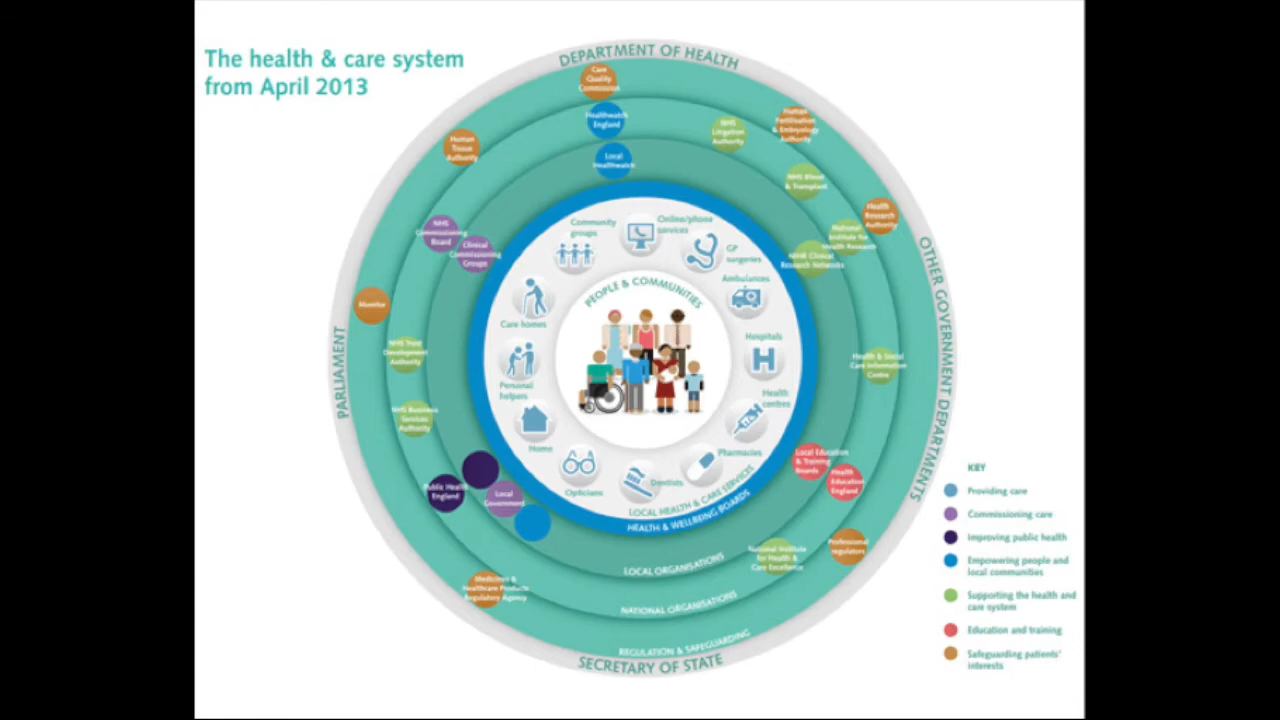 The health & care system
from April 2013
DEPARTMENT OF HEALTH
Care
Quality
Commission
Healthwatch
England
Local
Healthwatch
NHS
Litigation
Authority
Human
Fertilisation
& Embryology
Authority
Human
Tissue
Authority
NHS Blood
& Transplant
Health
Research
Authority
NHS
Commissioning
Board
Clinical
Commissioning
Groups
National
Institute for
Health Research
NIHR Clinical
Research Networks
Community
groups
Online/phone
services
GP
surgeries
Ambulances
PEOPLE & COMMUNITIES
Care homes
Hospitals
H
Monitor
PARLIAMENT
OTHER GOVERNMENT DEPARTMENTS
NHS Trust
Development
Authority
Health & Social
Care Information
Centre
Personal
helpers
Health
centres
NHS Business
Services
Authority
Home
Pharmacies
Opticians
Dentists
Local Education
& Training
Boards
Health
Education
England
Public Health
England
Local
Government
LOCAL HEALTH & CARE SERVICES
HEALTH & WELLBEING BOARDS
National Institute
for Health &
Care Excellence
Professional
regulators
LOCAL ORGANISATIONS
Medicines &
Healthcare Products
Regulatory Agency
NATIONAL ORGANISATIONS
REGULATION & SAFEGUARDING
SECRETARY OF STATE
KEY
Providing care
Commissioning care
Improving public health
Empowering people and
local communities
Supporting the health and
care system
Education and training
Safeguarding patients'
interests